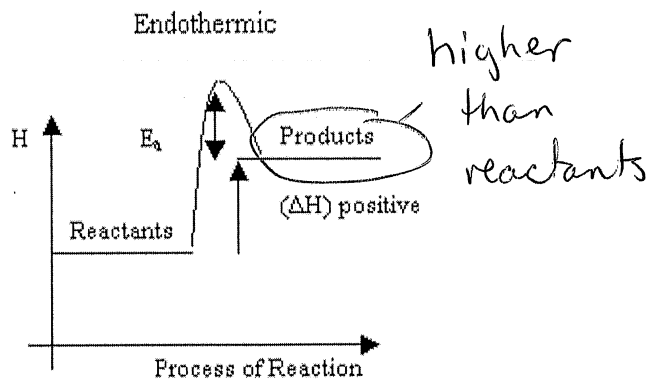 Endothermic
higher
than
reactants
H
Eₐ
Products
(ΔH) positive
Reactants
Process of Reaction